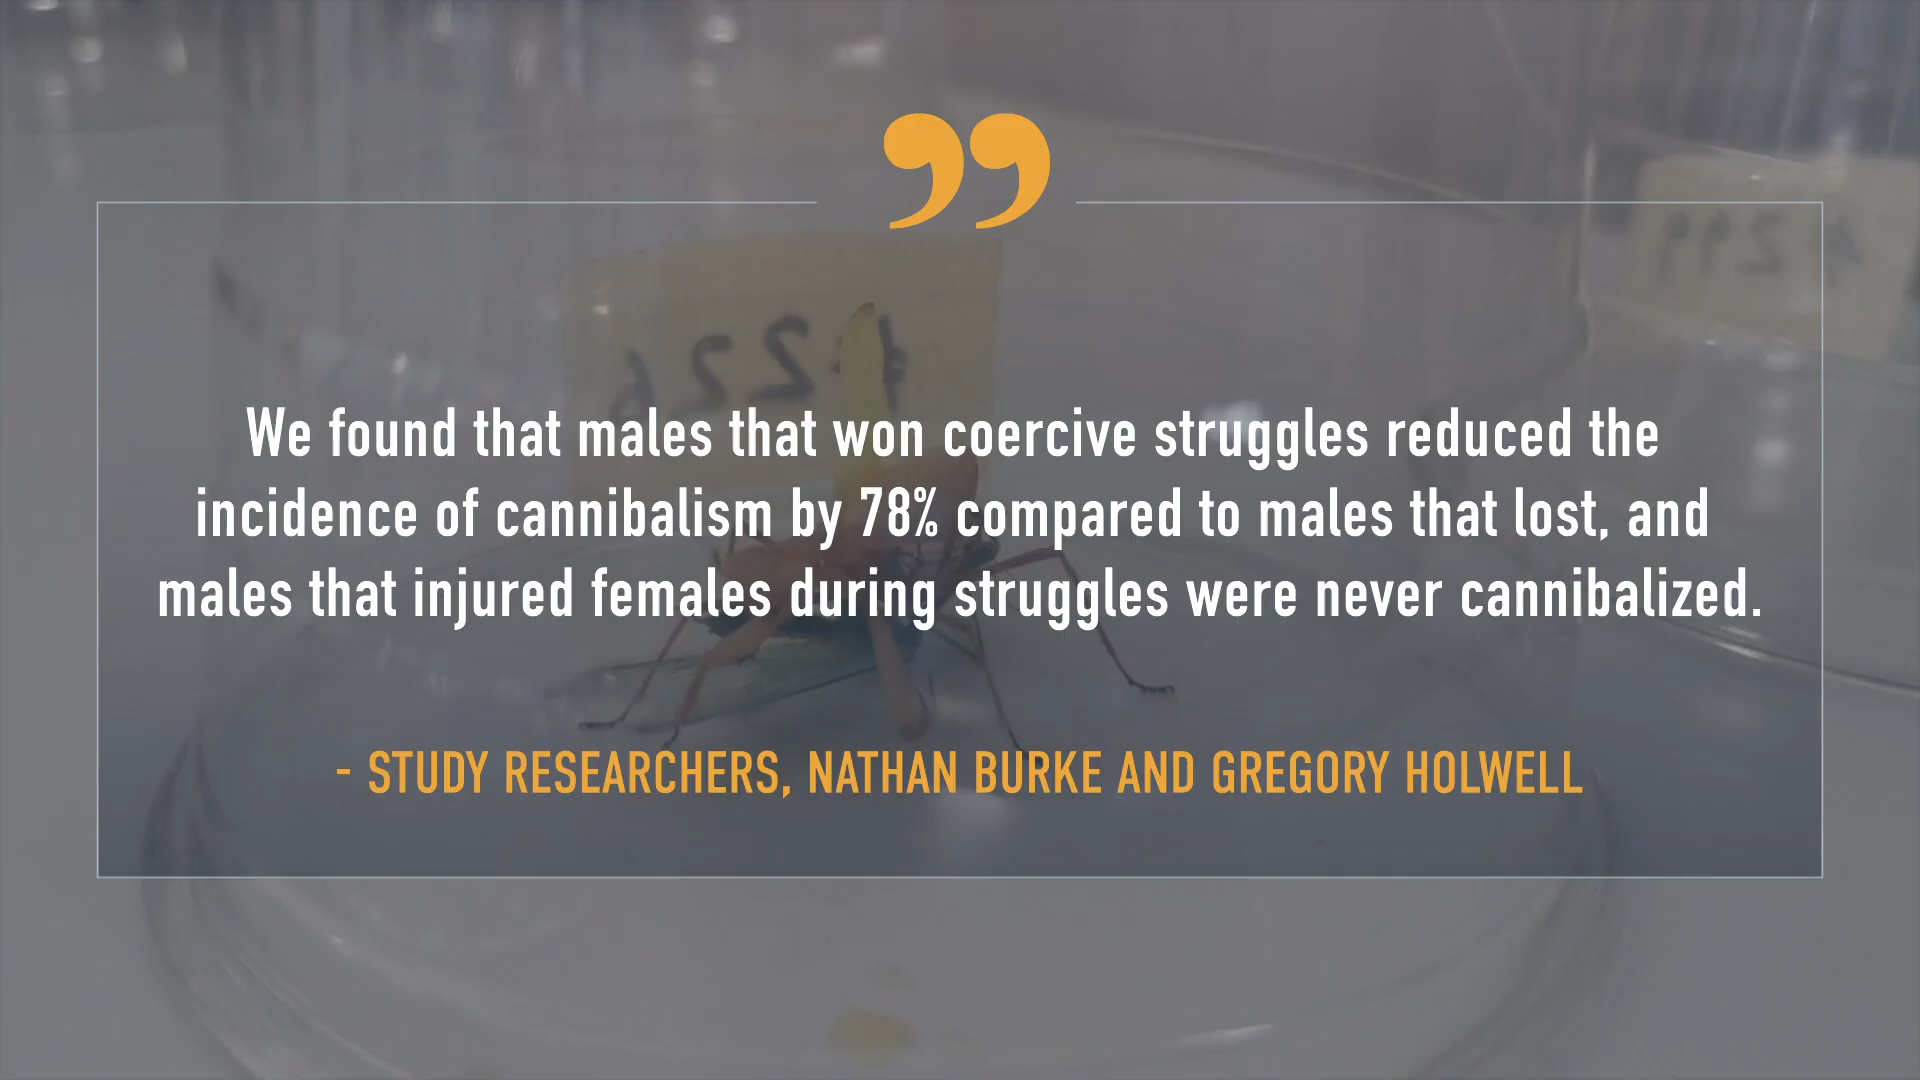 ”
We found that males that won coercive struggles reduced the
incidence of cannibalism by 78% compared to males that lost, and
males that injured females during struggles were never cannibalized.
- STUDY RESEARCHERS, NATHAN BURKE AND GREGORY HOLWELL